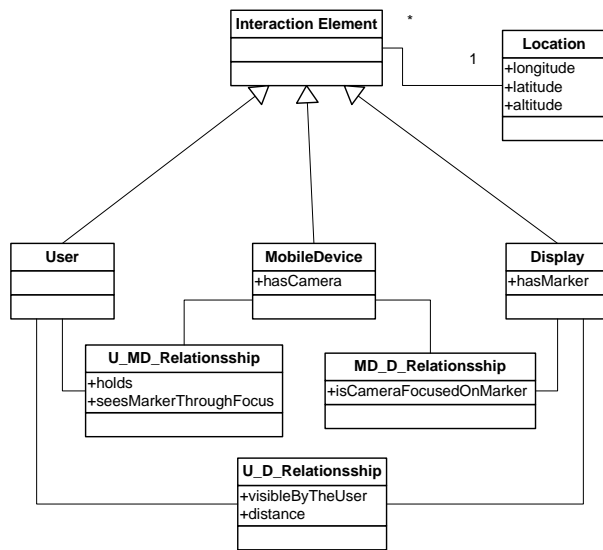 Interaction Element
*
1
Location
+longitude
+latitude
+altitude
User
MobileDevice
+hasCamera
Display
+hasMarker
U_MD_Relationsship
+holds
+seesMarkerThroughFocus
MD_D_Relationsship
+isCameraFocusedOnMarker
U_D_Relationsship
+visibleByTheUser
+distance